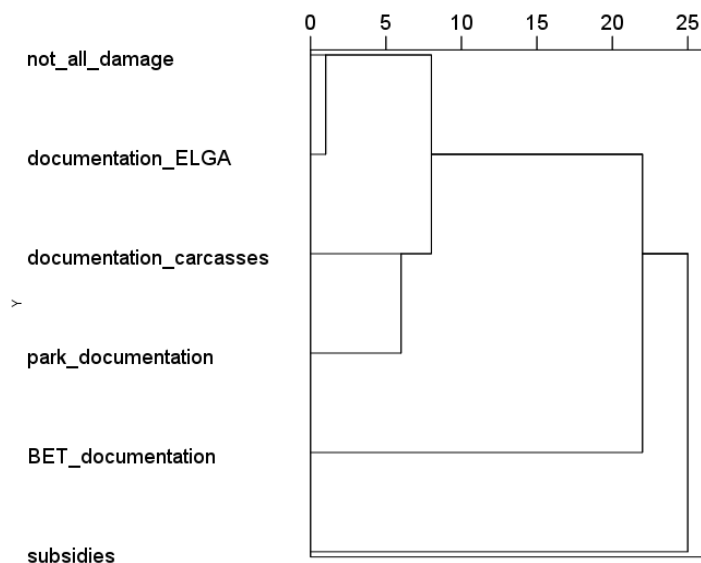 0 5 10 15 20 25
not_all_damage
documentation_ELGA
documentation_carcasses
Y
park_documentation
BET_documentation
subsidies